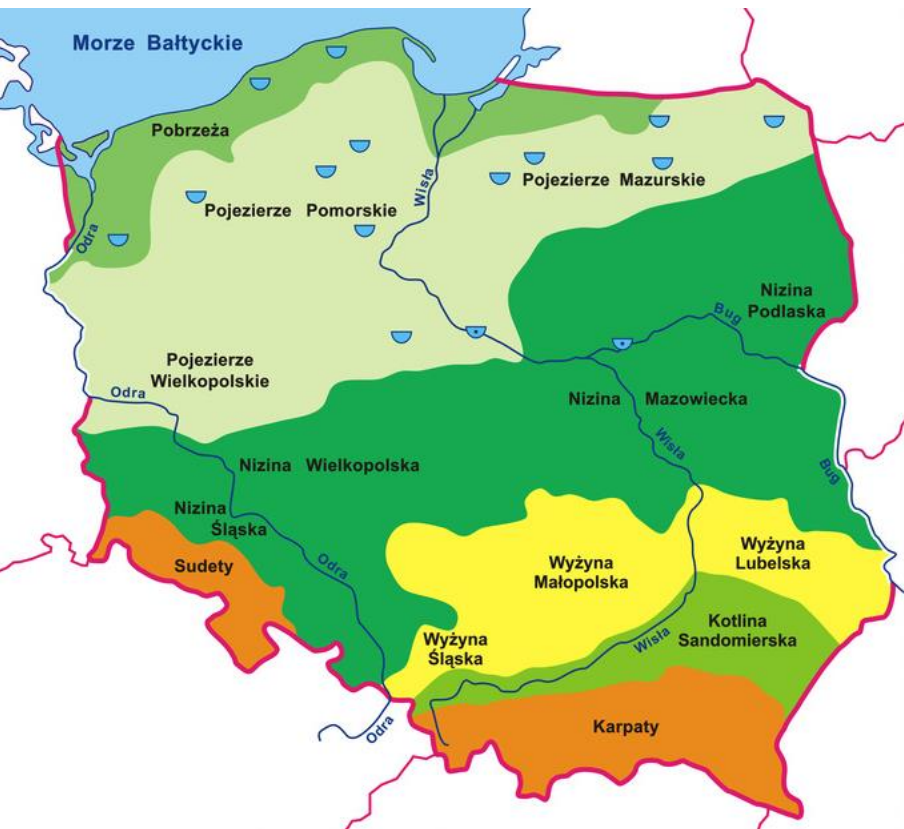 Morze Bałtyckie
Pobrzeża
Wisła
Pojezierze Mazurskie
Pojezierze Pomorskie
Odra
Nizina
Podlaska
Bug
Pojezierze
Wielkopolskie
Odra
Nizina Mazowiecka
Wisła
Bug
Nizina Wielkopolska
Nizina
Śląska
Sudety
Odra
Wyżyna
Małopolska
Wyżyna
Lubelska
Kotlina
Sandomierska
Wyżyna
Śląska
Wisła
Odra
Karpaty